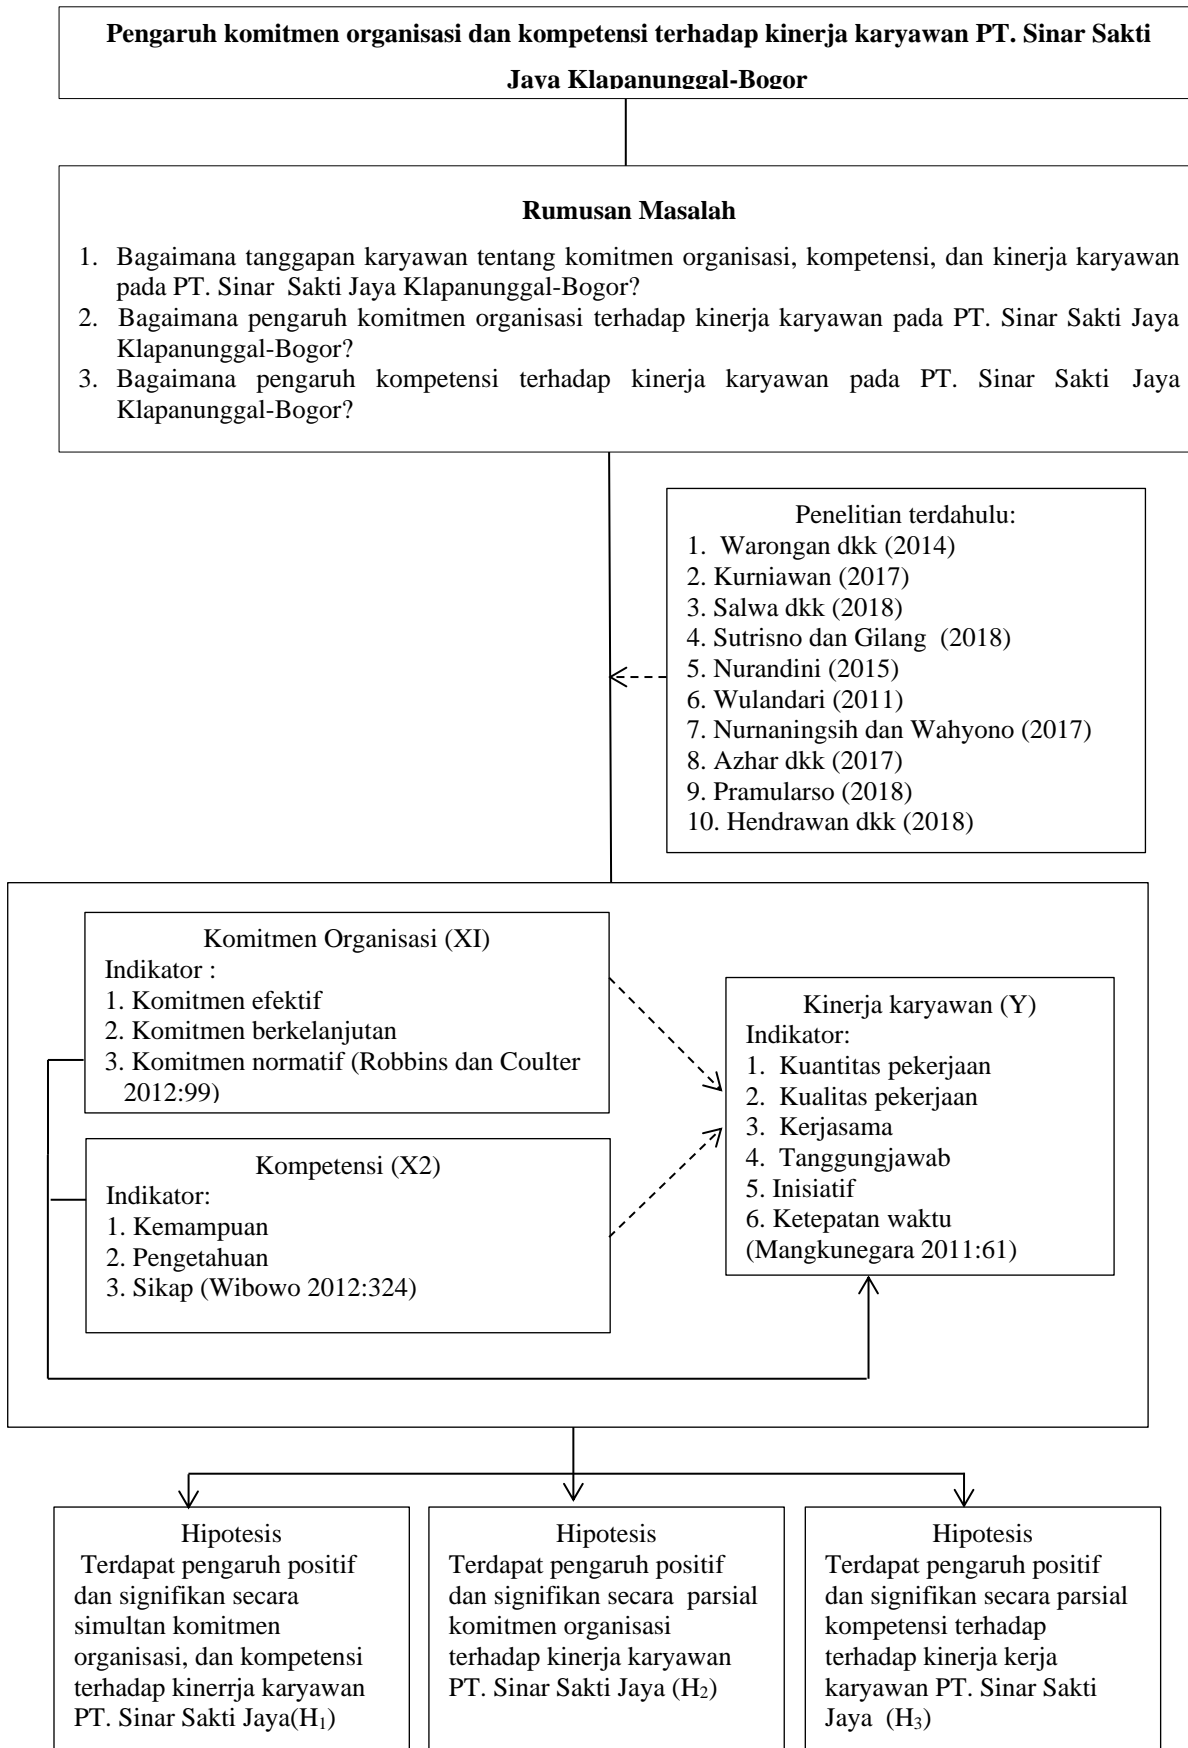 Pengaruh komitmen organisasi dan kompetensi terhadap kinerja karyawan PT. Sinar Sakti
Jaya Klapanunggal-Bogor
Rumusan Masalah
1. Bagaimana tanggapan karyawan tentang komitmen organisasi, kompetensi, dan kinerja karyawan
pada PT. Sinar Sakti Jaya Klapanunggal-Bogor?
2. Bagaimana pengaruh komitmen organisasi terhadap kinerja karyawan pada PT. Sinar Sakti Jaya
Klapanunggal-Bogor?
3. Bagaimana pengaruh kompetensi terhadap kinerja karyawan pada PT. Sinar Sakti Jaya
Klapanunggal-Bogor?
Penelitian terdahulu:
1. Warongan dkk (2014)
2. Kurniawan (2017)
3. Salwa dkk (2018)
4. Sutrisno dan Gilang (2018)
5. Nurandini (2015)
6. Wulandari (2011)
7. Nurnaningsih dan Wahyono (2017)
8. Azhar dkk (2017)
9. Pramularso (2018)
10. Hendrawan dkk (2018)
Komitmen Organisasi (XI)
Indikator :
1. Komitmen efektif
2. Komitmen berkelanjutan
3. Komitmen normatif (Robbins dan Coulter
2012:99)
Kompetensi (X2)
Indikator:
1. Kemampuan
2. Pengetahuan
3. Sikap (Wibowo 2012:324)
Kinerja karyawan (Y)
Indikator:
1. Kuantitas pekerjaan
2. Kualitas pekerjaan
3. Kerjasama
4. Tanggungjawab
5. Inisiatif
6. Ketepatan waktu
(Mangkunegara 2011:61)
Hipotesis
Terdapat pengaruh positif
dan signifikan secara
simultan komitmen
organisasi, dan kompetensi
terhadap kinerrja karyawan
PT. Sinar Sakti Jaya(H₁)
Hipotesis
Terdapat pengaruh positif
dan signifikan secara parsial
komitmen organisasi
terhadap kinerja karyawan
PT. Sinar Sakti Jaya (H₂)
Hipotesis
Terdapat pengaruh positif
dan signifikan secara parsial
kompetensi terhadap
terhadap kinerja kerja
karyawan PT. Sinar Sakti
Jaya (H₃)